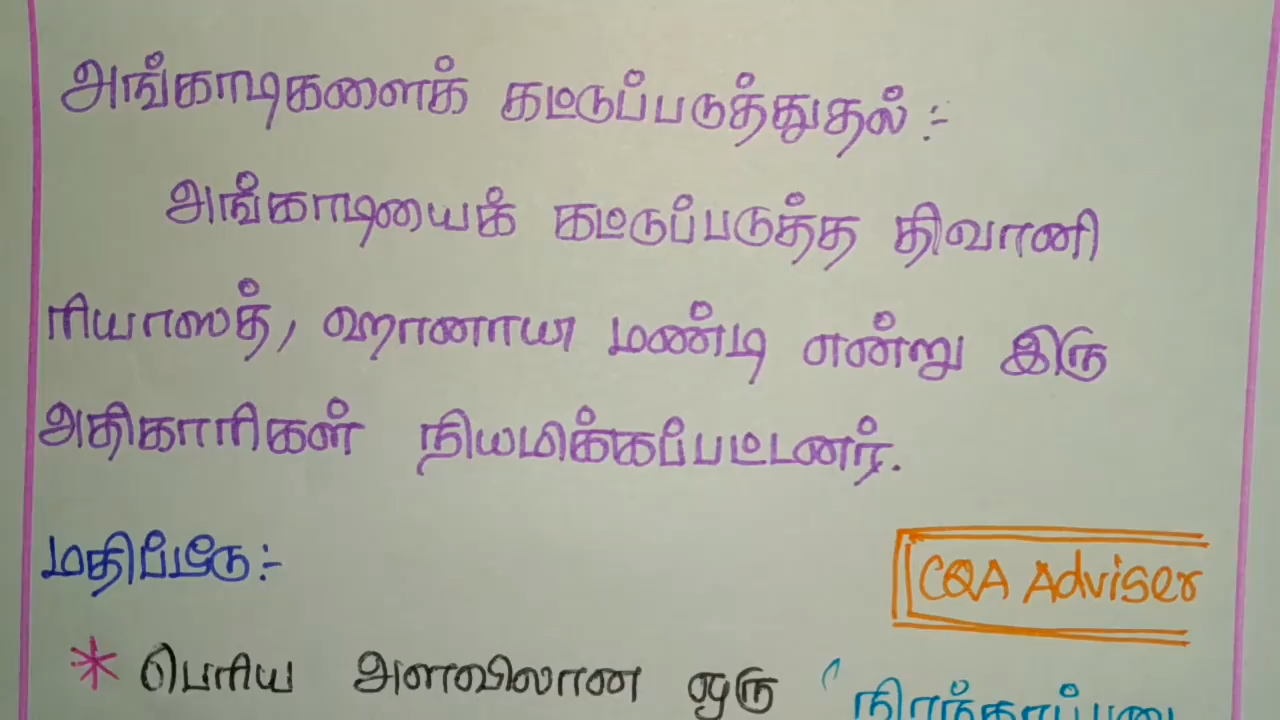 அங்காடிகளைக் கட்டுப்படுத்துதல் :-
அங்காடியைக் கட்டுப்படுத்த திவானி
ரியாஸத், ஷானாய மண்டி என்று இரு
அதிகாரிகள் நியமிக்கப்பட்டனர்.
மதிப்பீடு :-
CQA Adviser
* பெரிய அளவிலான ஒரு